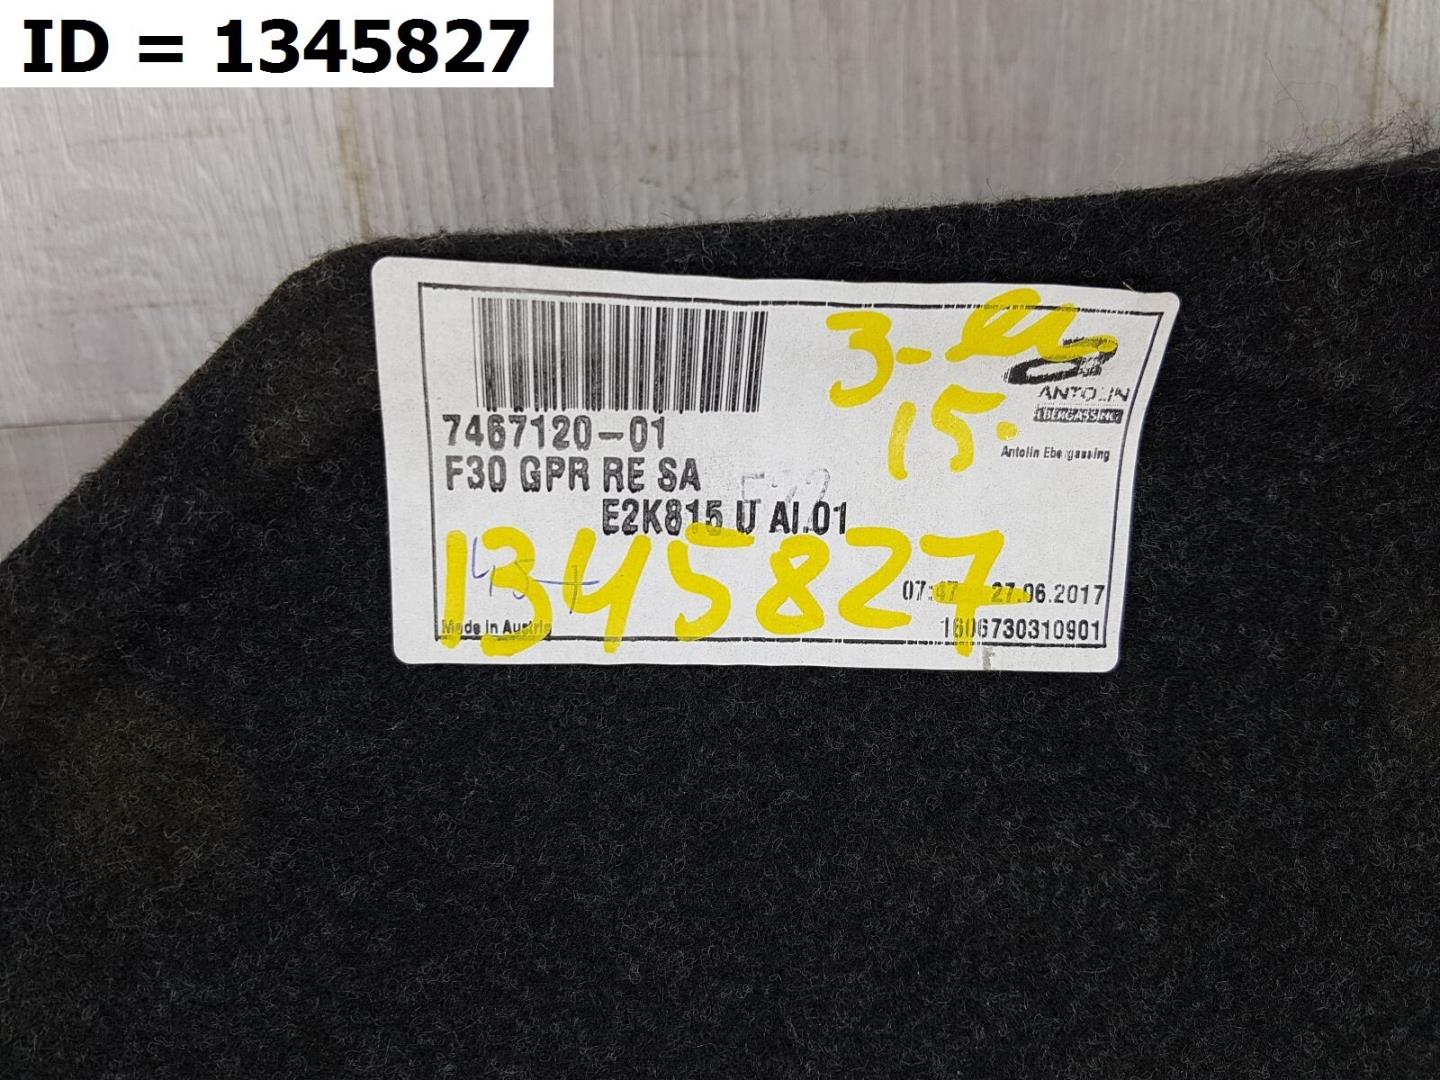 ID = 1345827
3-
15.
ANTOLIN
EBERGASSING
Antolin Ebergassing
7467120-01
F30 GPR RE SA
E2K815 U AI.01
1345827
07:47 27.06.2017
Made in Austria
1606730310901